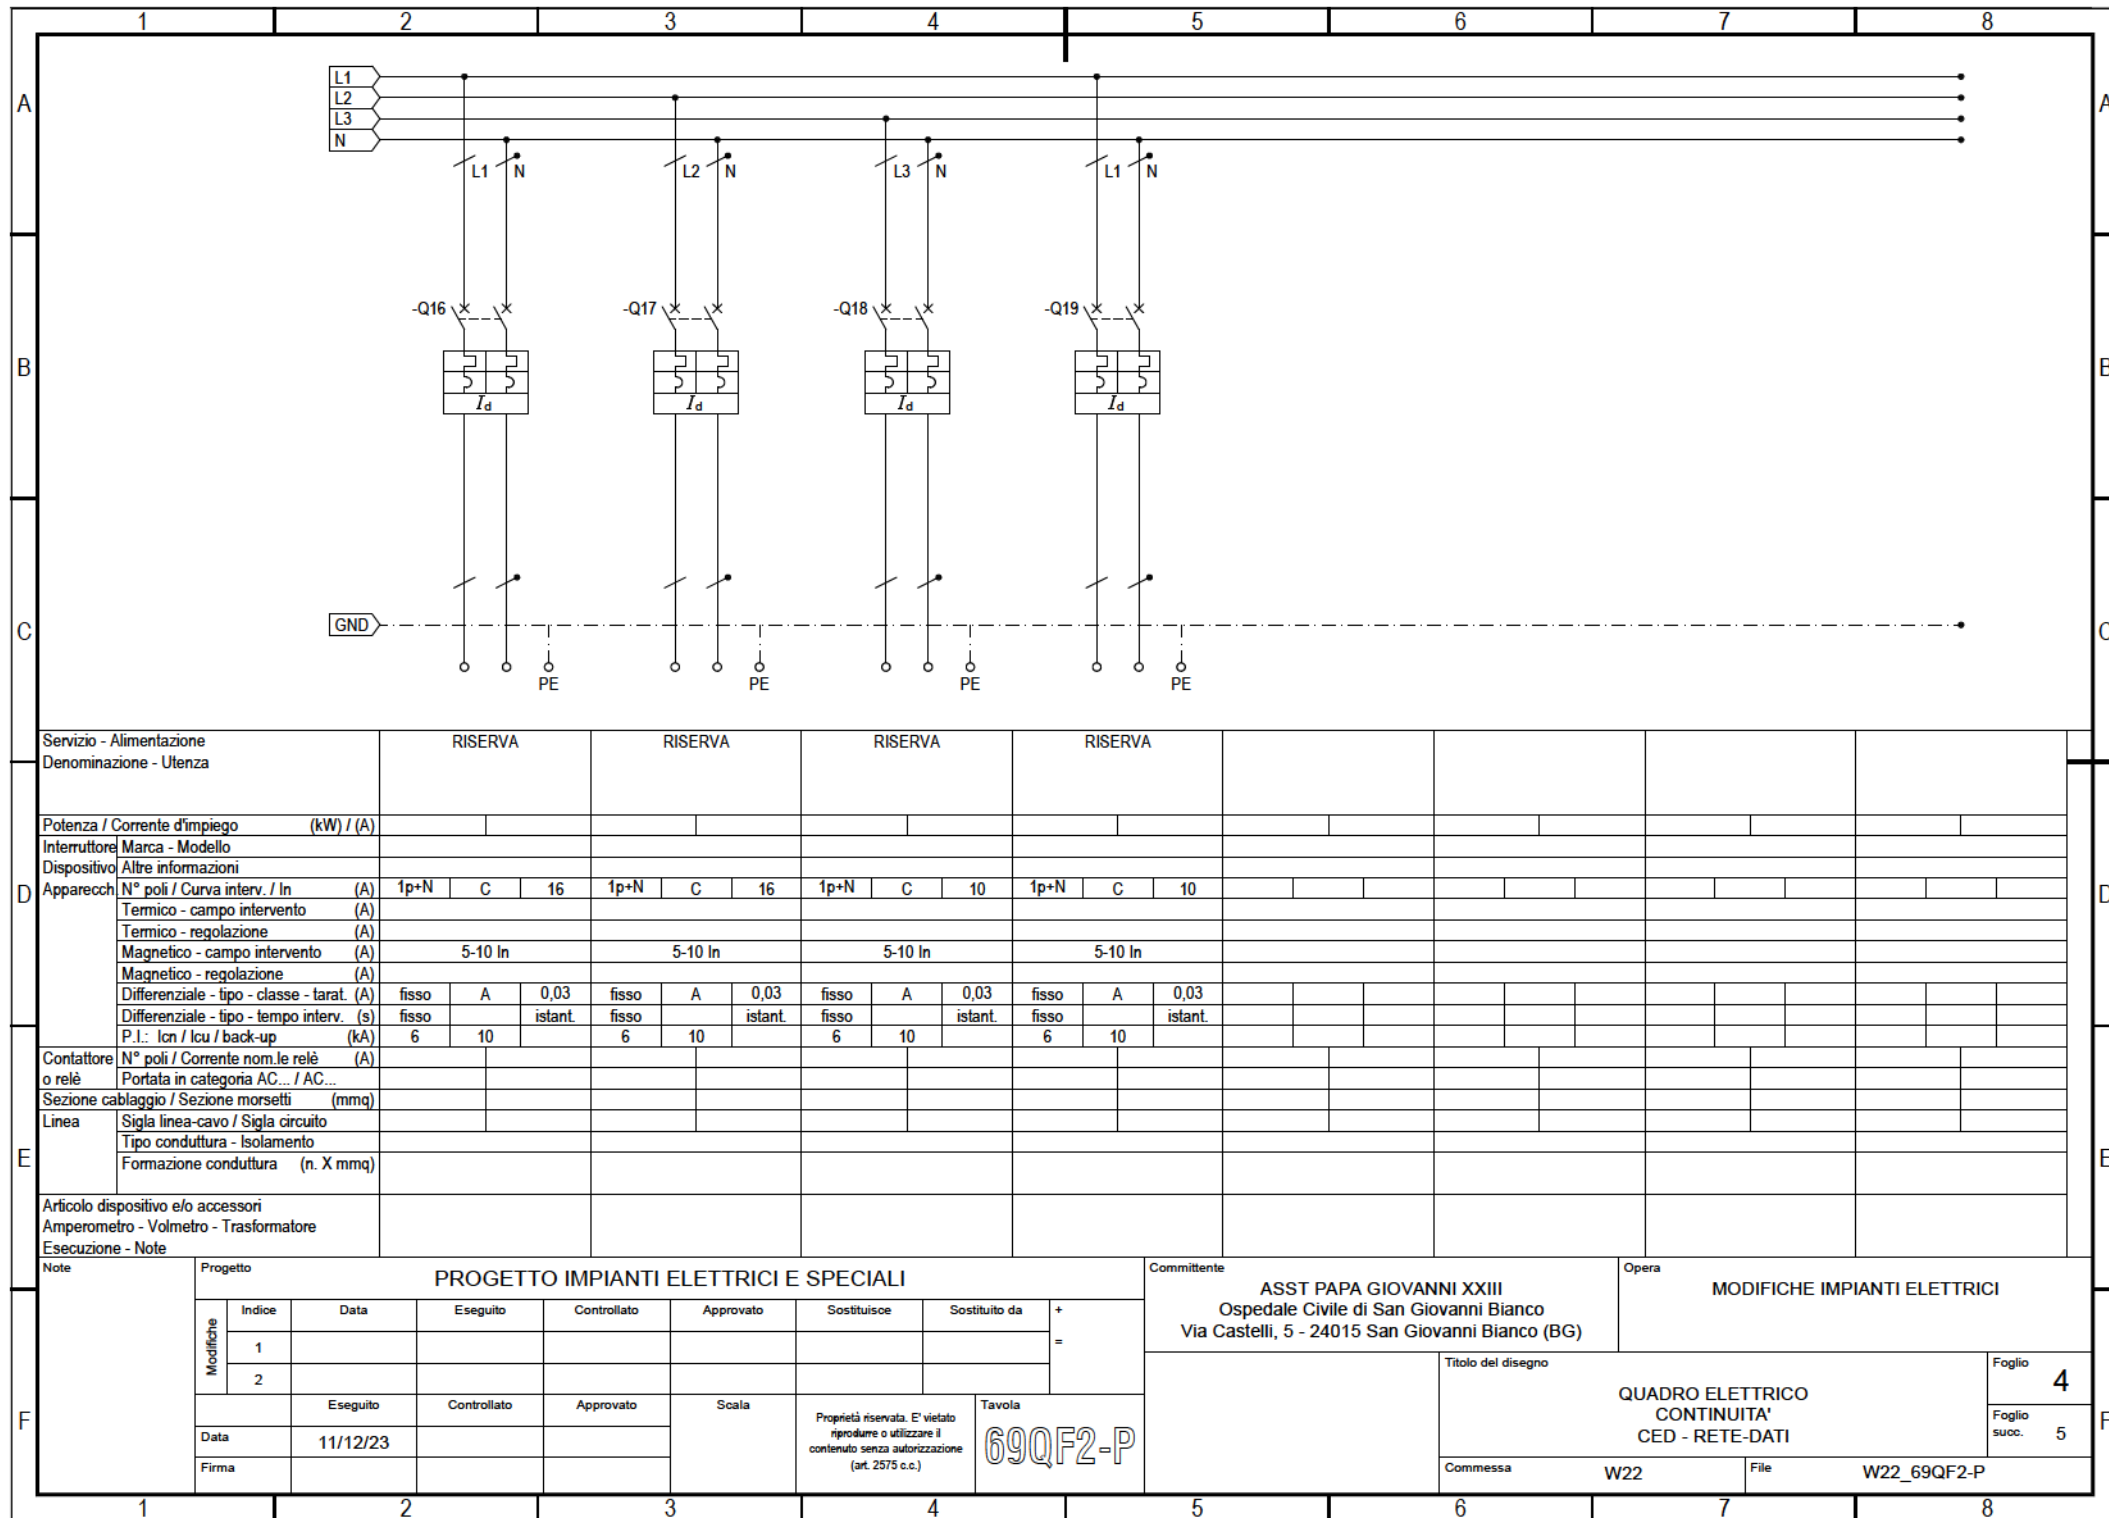 1 2 3 4 5 6 7 8
A A
L1
L2
L3
N
L1 N L2 N L3 N L1 N
-Q16 -Q17 -Q18 -Q19
B B
Id Id Id Id
C C
GND
PE PE PE PE
Servizio - Alimentazione RISERVA RISERVA RISERVA RISERVA
Denominazione - Utenza
Potenza / Corrente d'impiego (kW) / (A)
Interruttore Marca - Modello
Dispositivo Altre informazioni
D Apparecch. N° poli / Curva interv. / In (A) 1p+N C 16 1p+N C 16 1p+N C 10 1p+N C 10 D
Termico - campo intervento (A)
Termico - regolazione (A)
Magnetico - campo intervento (A) 5-10 In 5-10 In 5-10 In 5-10 In
Magnetico - regolazione (A)
Differenziale - tipo - classe - tarat. (A) fisso A 0,03 fisso A 0,03 fisso A 0,03 fisso A 0,03
Differenziale - tipo - tempo interv. (s) fisso istant. fisso istant. fisso istant. fisso istant.
P.I.: Icn / Icu / back-up (kA) 6 10 6 10 6 10 6 10
Contattore N° poli / Corrente nom.le relè (A)
o relè Portata in categoria AC... / AC...
Sezione cablaggio / Sezione morsetti (mmq)
Linea Sigla linea-cavo / Sigla circuito
Tipo conduttura - Isolamento
E Formazione conduttura (n. X mmq) E
Articolo dispositivo e/o accessori
Amperometro - Volmetro - Trasformatore
Esecuzione - Note
Note Progetto PROGETTO IMPIANTI ELETTRICI E SPECIALI
Modifiche Indice Data Eseguito Controllato Approvato Sostituisce Sostituito da +
1 =
2
Eseguito Controllato Approvato Scala
Data 11/12/23
Firma
Proprietà riservata. E' vietato
riprodurre o utilizzare il
contenuto senza autorizzazione
(art. 2575 c.c.)
Tavola
69QF2-P
Committente
ASST PAPA GIOVANNI XXIII
Ospedale Civile di San Giovanni Bianco
Via Castelli, 5 - 24015 San Giovanni Bianco (BG)
Opera
MODIFICHE IMPIANTI ELETTRICI
Titolo del disegno
QUADRO ELETTRICO
CONTINUITA'
CED - RETE-DATI
Foglio 4
Foglio
succ. 5
Commessa W22 File W22_69QF2-P
F F
1 2 3 4 5 6 7 8